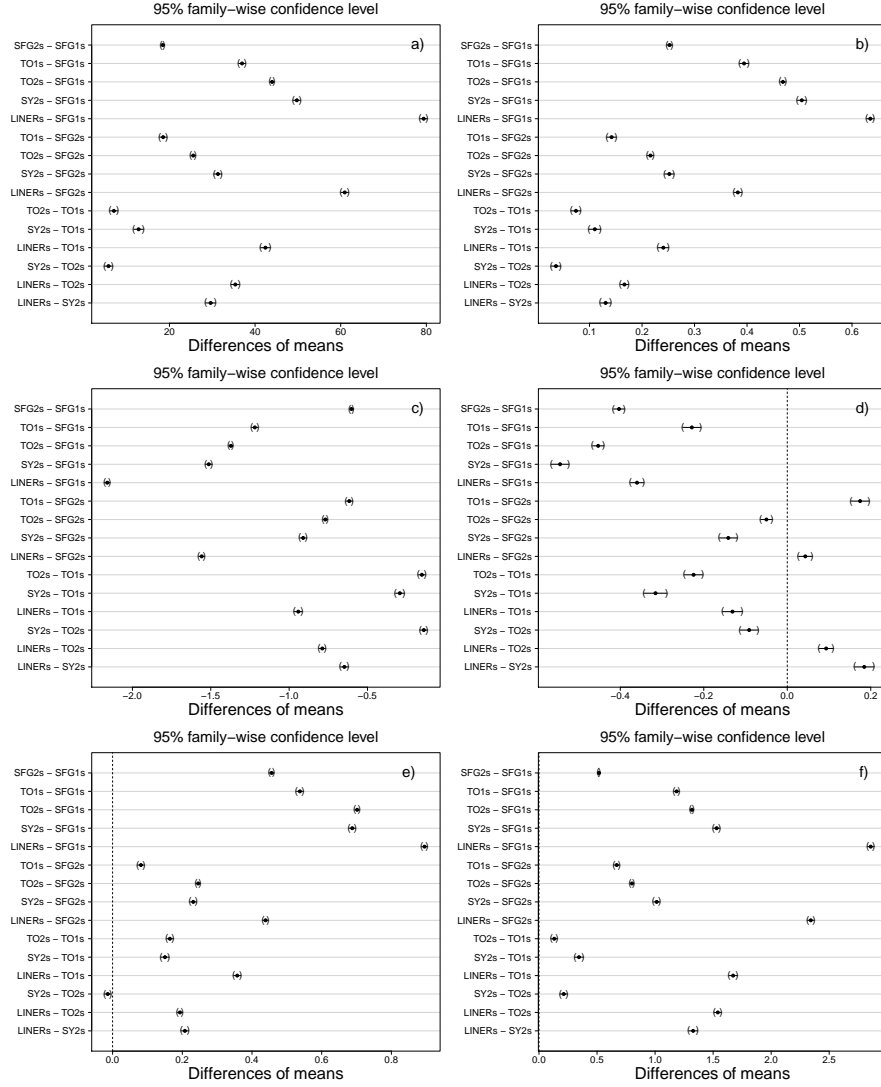 95% family−wise confidence level
a)
SFG2s − SFG1s
TO1s − SFG1s
TO2s − SFG1s
SY2s − SFG1s
LINERs − SFG1s
TO1s − SFG2s
TO2s − SFG2s
SY2s − SFG2s
LINERs − SFG2s
TO2s − TO1s
SY2s − TO1s
LINERs − TO1s
SY2s − TO2s
LINERs − TO2s
LINERs − SY2s
20 40 60 80
Differences of means
95% family−wise confidence level
b)
SFG2s − SFG1s
TO1s − SFG1s
TO2s − SFG1s
SY2s − SFG1s
LINERs − SFG1s
TO1s − SFG2s
TO2s − SFG2s
SY2s − SFG2s
LINERs − SFG2s
TO2s − TO1s
SY2s − TO1s
LINERs − TO1s
SY2s − TO2s
LINERs − TO2s
LINERs − SY2s
0.1 0.2 0.3 0.4 0.5 0.6
Differences of means
95% family−wise confidence level
c)
SFG2s − SFG1s
TO1s − SFG1s
TO2s − SFG1s
SY2s − SFG1s
LINERs − SFG1s
TO1s − SFG2s
TO2s − SFG2s
SY2s − SFG2s
LINERs − SFG2s
TO2s − TO1s
SY2s − TO1s
LINERs − TO1s
SY2s − TO2s
LINERs − TO2s
LINERs − SY2s
−2.0 −1.5 −1.0 −0.5
Differences of means
95% family−wise confidence level
d)
SFG2s − SFG1s
TO1s − SFG1s
TO2s − SFG1s
SY2s − SFG1s
LINERs − SFG1s
TO1s − SFG2s
TO2s − SFG2s
SY2s − SFG2s
LINERs − SFG2s
TO2s − TO1s
SY2s − TO1s
LINERs − TO1s
SY2s − TO2s
LINERs − TO2s
LINERs − SY2s
−0.4 −0.2 0.0 0.2
Differences of means
95% family−wise confidence level
e)
SFG2s − SFG1s
TO1s − SFG1s
TO2s − SFG1s
SY2s − SFG1s
LINERs − SFG1s
TO1s − SFG2s
TO2s − SFG2s
SY2s − SFG2s
LINERs − SFG2s
TO2s − TO1s
SY2s − TO1s
LINERs − TO1s
SY2s − TO2s
LINERs − TO2s
LINERs − SY2s
0.0 0.2 0.4 0.6 0.8
Differences of means
95% family−wise confidence level
f)
SFG2s − SFG1s
TO1s − SFG1s
TO2s − SFG1s
SY2s − SFG1s
LINERs − SFG1s
TO1s − SFG2s
TO2s − SFG2s
SY2s − SFG2s
LINERs − SFG2s
TO2s − TO1s
SY2s − TO1s
LINERs − TO1s
SY2s − TO2s
LINERs − TO2s
LINERs − SY2s
0.0 0.5 1.0 1.5 2.0 2.5
Differences of means